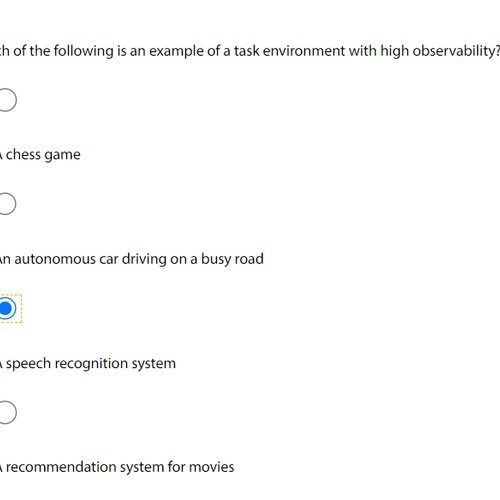 of the following is an example of a task environment with high observability?
A chess game
An autonomous car driving on a busy road
A speech recognition system
A recommendation system for movies